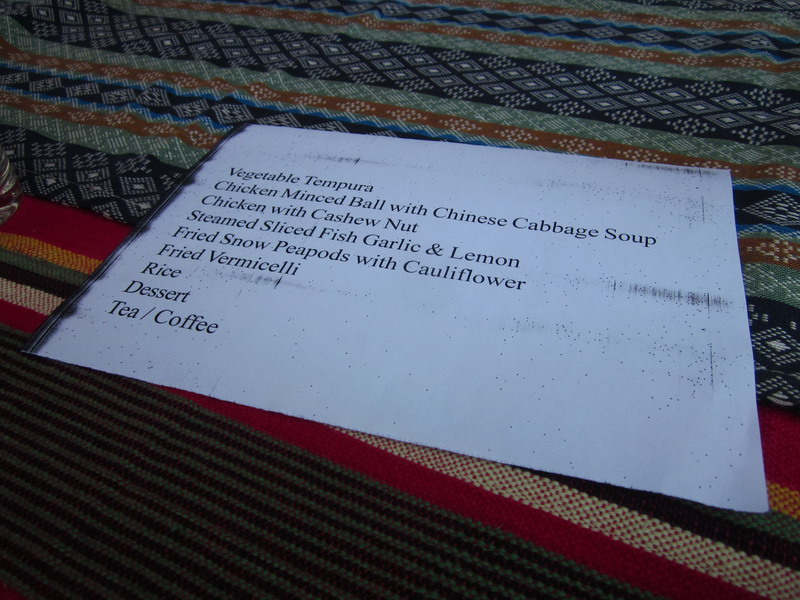 Vegetable Tempura
Chicken Minced Ball with Chinese Cabbage Soup
Chicken with Cashew Nut
Steamed Sliced Fish Garlic & Lemon
Fried Snow Peapods with Cauliflower
Fried Vermicelli
Rice
Dessert
Tea / Coffee